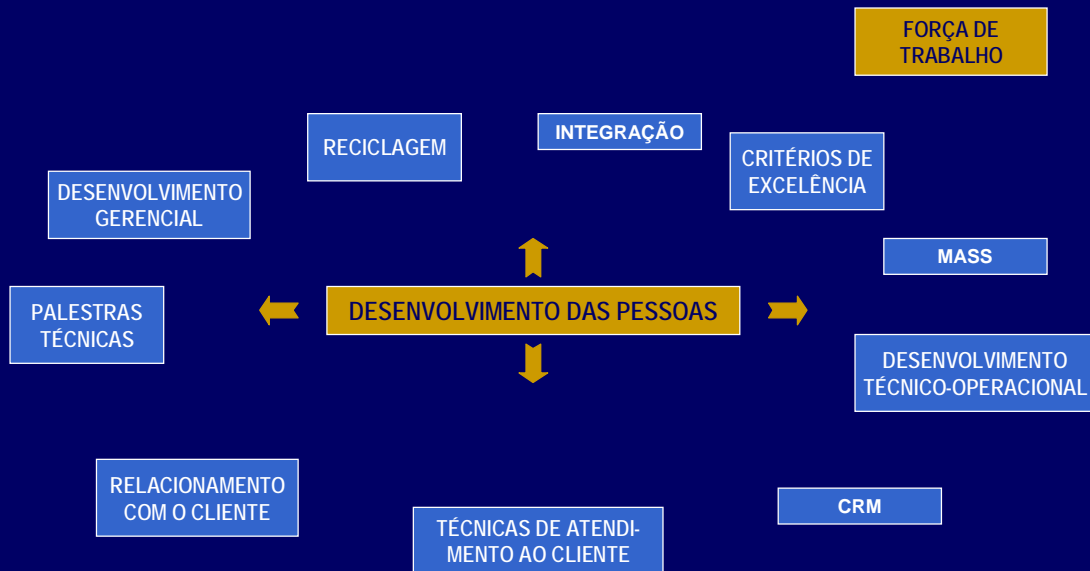 FORÇA DE
TRABALHO
INTEGRAÇÃO
RECICLAGEM
CRITÉRIOS DE
EXCELÊNCIA
DESENVOLVIMENTO
GERENCIAL
MASS
PALESTRAS
TÉCNICAS
DESENVOLVIMENTO DAS PESSOAS
DESENVOLVIMENTO
TÉCNICO-OPERACIONAL
RELACIONAMENTO
COM O CLIENTE
CRM
TÉCNICAS DE ATENDI-
MENTO AO CLIENTE